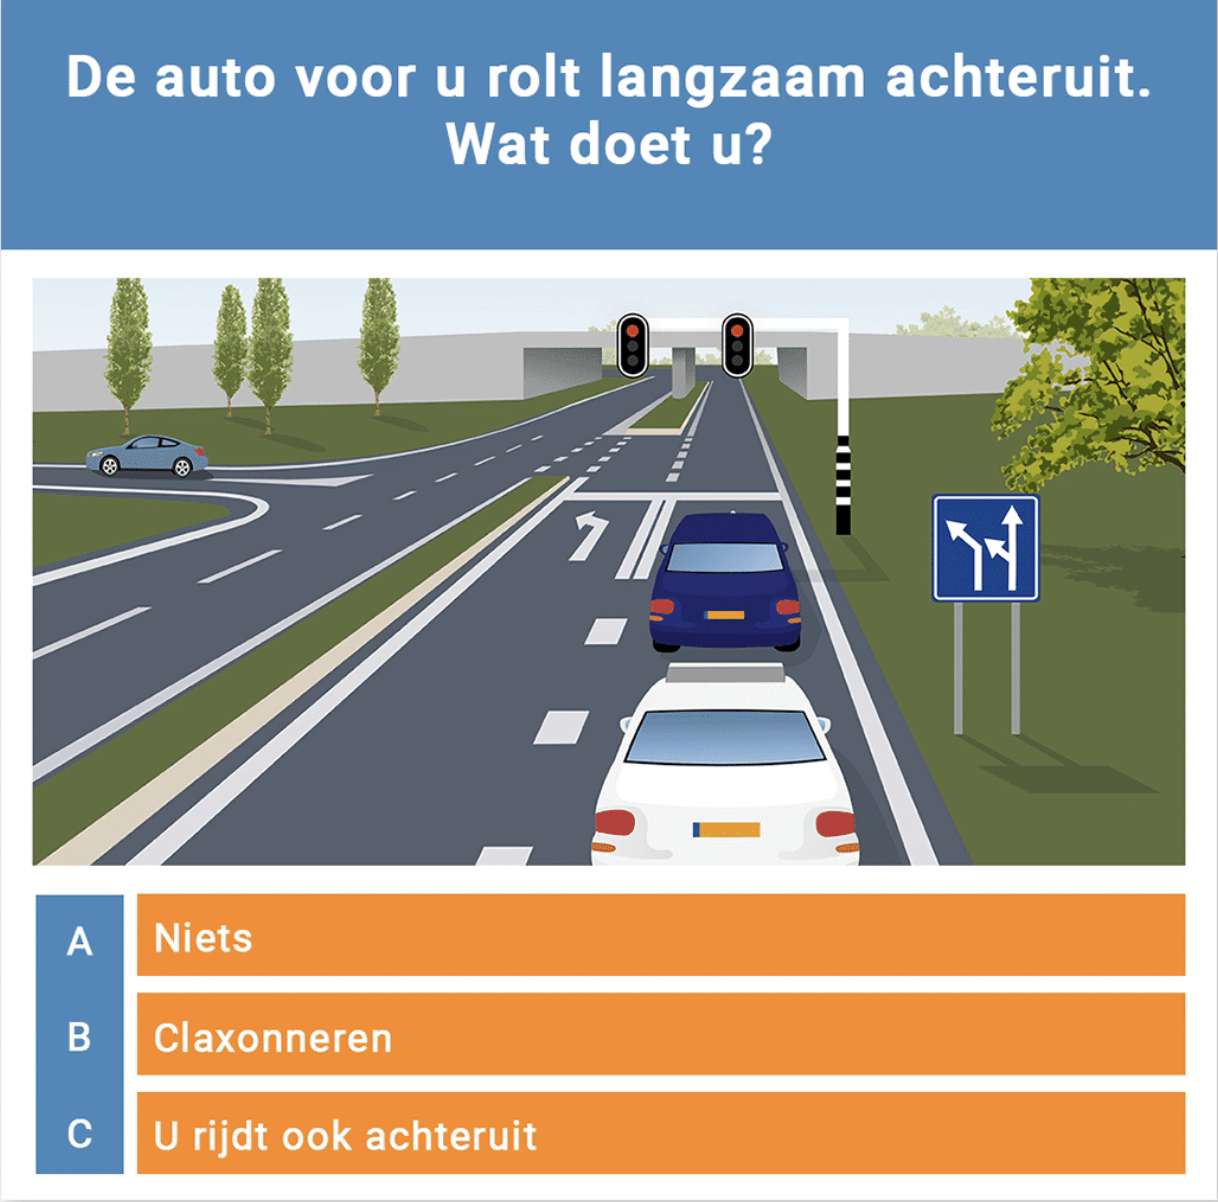 De auto voor u rolt langzaam achteruit.
Wat doet u?
A
Niets
B
Claxonneren
C
U rijdt ook achteruit